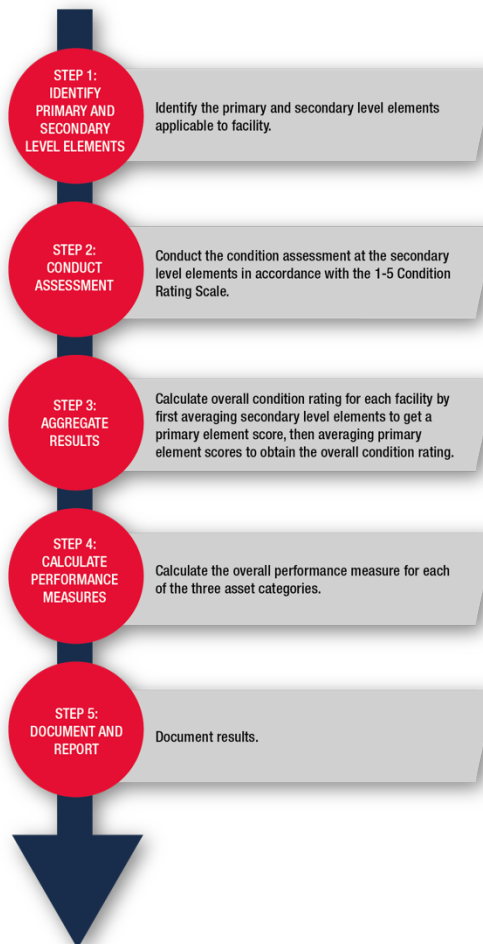 STEP 1:
IDENTIFY
PRIMARY AND
SECONDARY
LEVEL ELEMENTS
Identify the primary and secondary level elements
applicable to facility.
STEP 2:
CONDUCT
ASSESSMENT
Conduct the condition assessment at the secondary
level elements in accordance with the 1-5 Condition
Rating Scale.
STEP 3:
AGGREGATE
RESULTS
Calculate overall condition rating for each facility by
first averaging secondary level elements to get a
primary element score, then averaging primary
element scores to obtain the overall condition rating.
STEP 4:
CALCULATE
PERFORMANCE
MEASURES
Calculate the overall performance measure for each
of the three asset categories.
STEP 5:
DOCUMENT AND
REPORT
Document results.